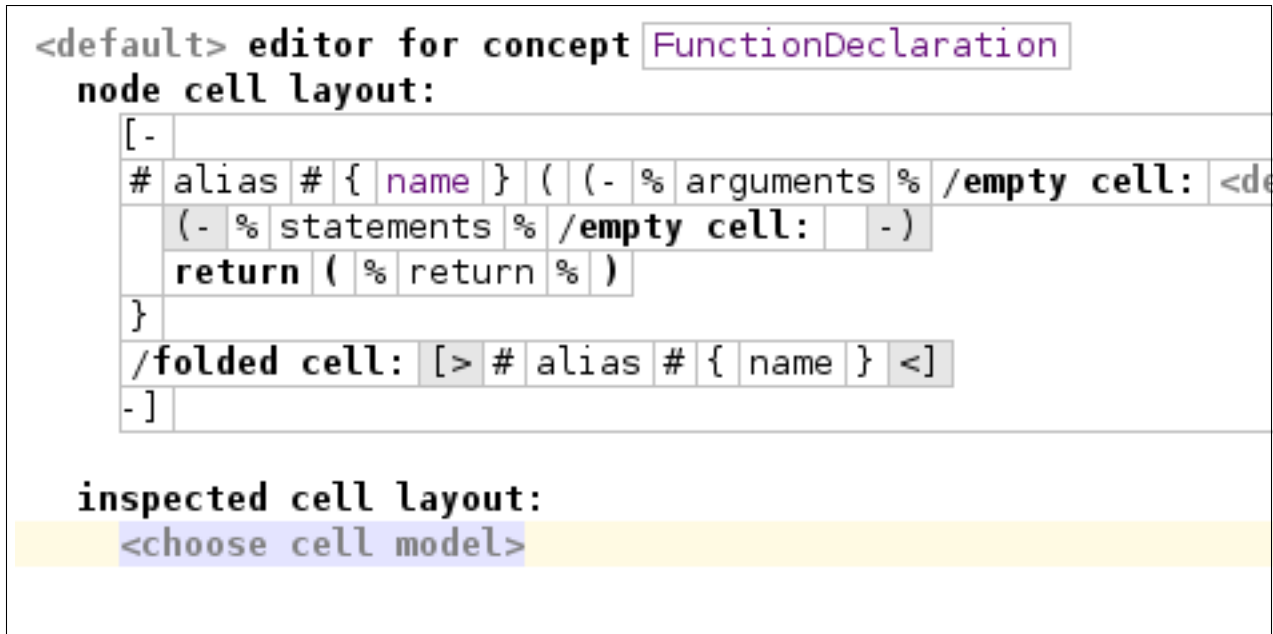 <default> editor for concept FunctionDeclaration
node cell layout:
[-
# alias # { name } ( (- % arguments % /empty cell: <de
(- % statements % /empty cell: -)
return ( % return % )
}
/folded cell: [> # alias # { name } <]
-]
inspected cell layout:
<choose cell model>